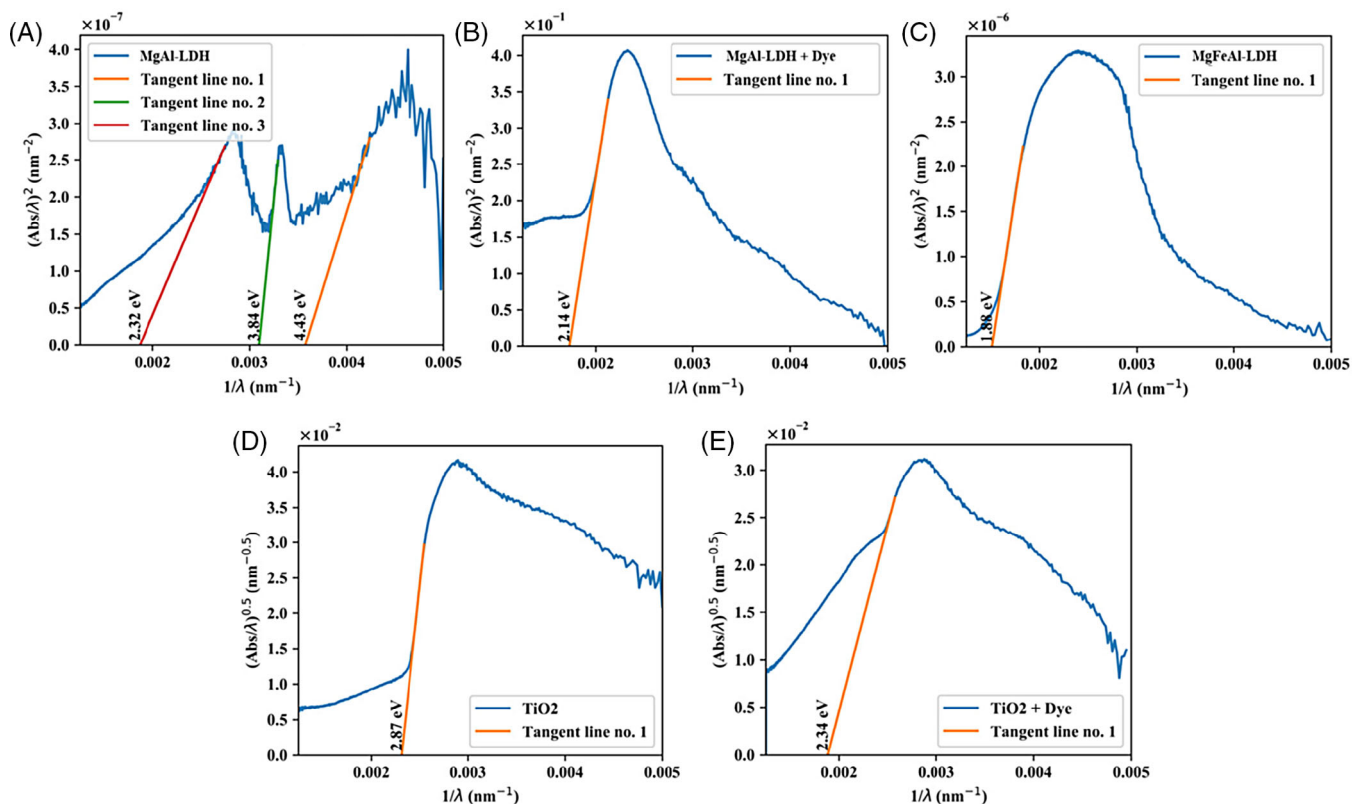 (A)
×10⁻⁷
MgAl-LDH
Tangent line no. 1
Tangent line no. 2
Tangent line no. 3
4.0
3.5
3.0
2.5
2.0
1.5
1.0
0.5
0.0
(Abs/λ)² (nm⁻²)
2.32 eV
3.84 eV
4.43 eV
0.002 0.003 0.004 0.005
1/λ (nm⁻¹)
(B)
×10⁻¹
MgAl-LDH + Dye
Tangent line no. 1
4.0
3.5
3.0
2.5
2.0
1.5
1.0
0.5
0.0
(Abs/λ)² (nm⁻²)
2.14 eV
0.002 0.003 0.004 0.005
1/λ (nm⁻¹)
(C)
×10⁻⁶
MgFeAl-LDH
Tangent line no. 1
3.0
2.5
2.0
1.5
1.0
0.5
0.0
(Abs/λ)² (nm⁻²)
1.88 eV
0.002 0.003 0.004 0.005
1/λ (nm⁻¹)
(D)
×10⁻²
4.0
3.5
3.0
2.5
2.0
1.5
1.0
0.5
0.0
(Abs/λ)⁰·⁵ (nm⁻⁰·⁵)
2.87 eV
TiO2
Tangent line no. 1
0.002 0.003 0.004 0.005
1/λ (nm⁻¹)
(E)
×10⁻²
3.0
2.5
2.0
1.5
1.0
0.5
0.0
(Abs/λ)⁰·⁵ (nm⁻⁰·⁵)
2.34 eV
TiO2 + Dye
Tangent line no. 1
0.002 0.003 0.004 0.005
1/λ (nm⁻¹)